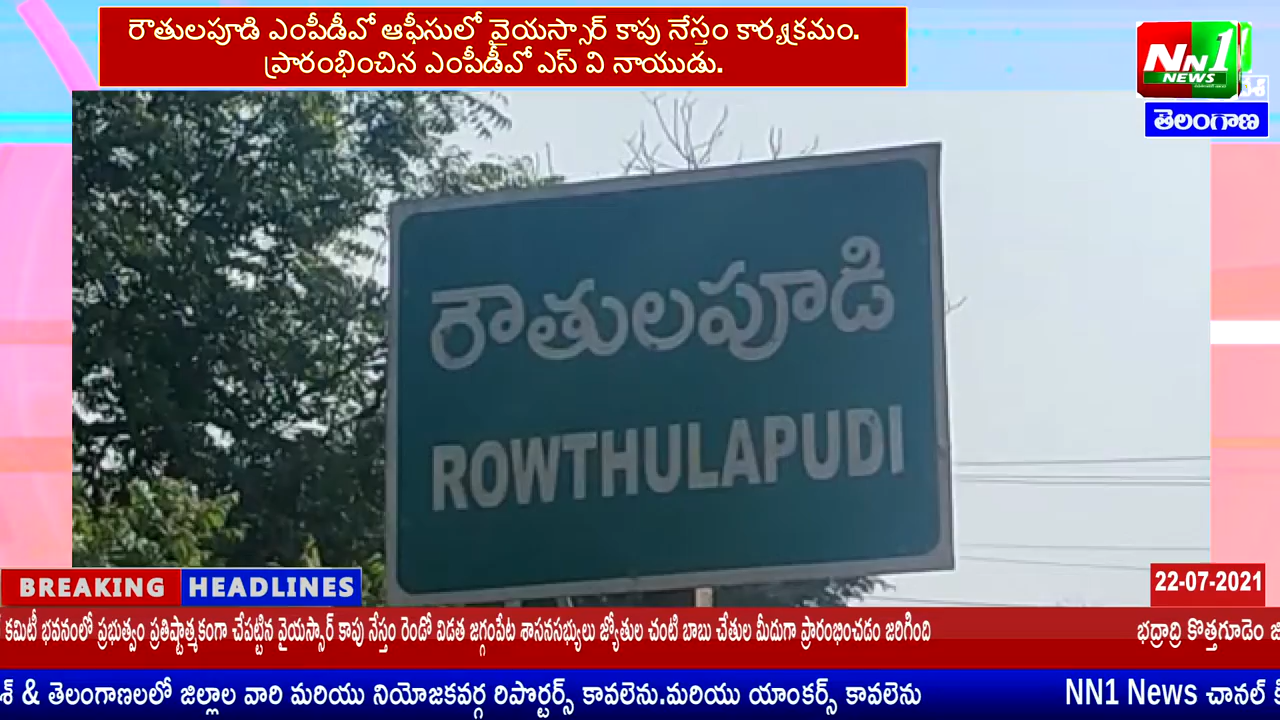 రౌతులపూడి ఎంపీడీవో ఆఫీసులో వైయస్సార్ కాపు నేస్తం కార్యక్రమం.
ప్రారంభించిన ఎంపీడీవో ఎస్ వి నాయుడు.
NN1
NEWS
తెలంగాణ
రౌతులపూడి
ROWTHULAPUDI
BREAKING HEADLINES
22-07-2021
కమిటీ భవనంలో ప్రభుత్వం ప్రతిష్టాత్మకంగా చేపట్టిన వైయస్సార్ కాపు నేస్తం రెండో విడత జగ్గంపేట శాసనసభ్యులు జ్యోతుల చంటి బాబు చేతుల మీదుగా ప్రారంభించడం జరిగింది భద్రాద్రి కొత్తగూడెం
& తెలంగాణలలో జిల్లాల వారి మరియు నియోజకవర్గ రిపొర్టర్స్ కావలెను.మరియు యాంకర్స్ కావలెను NN1 News చానల్